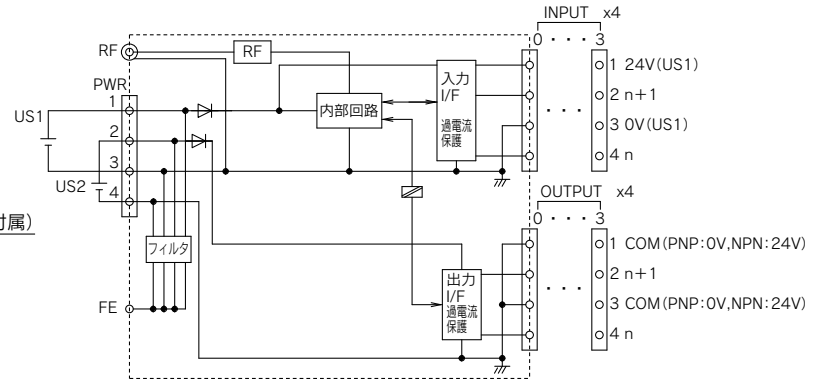 INPUT x4
0 ・・・ 3
RF
RF
PWR
1
2
3
4
US1
US2
内部回路
入力
I/F
過電流
保護
・・・
1 24V(US1)
2 n+1
3 0V(US1)
4 n
付属)
フィルタ
FE
OUTPUT x4
0 ・・・ 3
出力
I/F
過電流
保護
・・・
1 COM(PNP:0V,NPN:24V)
2 n+1
3 COM(PNP:0V,NPN:24V)
4 n